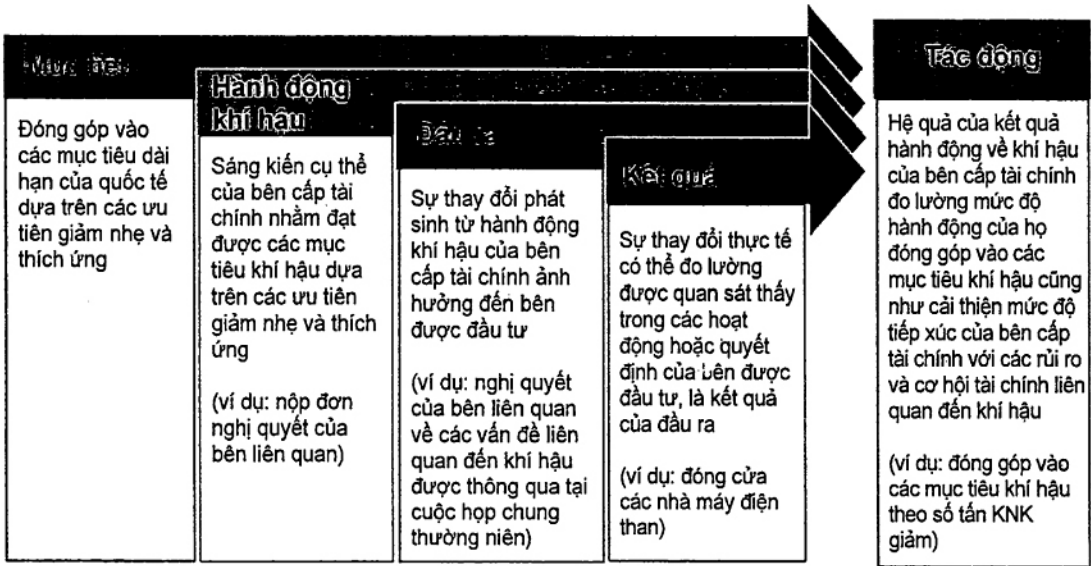 Mục tiêu
Đóng góp vào
các mục tiêu dài
hạn của quốc tế
dựa trên các ưu
tiên giảm nhẹ và
thích ứng
Hành động
khí hậu
Sáng kiến cụ thể
của bên cấp tài
chính nhằm đạt
được các mục
tiêu khí hậu dựa
trên các ưu tiên
giảm nhẹ và thích
ứng
(ví dụ: nộp đơn
nghị quyết của
bên liên quan)
Đầu ra
Sự thay đổi phát
sinh từ hành động
khí hậu của bên
cấp tài chính ảnh
hưởng đến bên
được đầu tư
(ví dụ: nghị quyết
của bên liên quan
về các vấn đề liên
quan đến khí hậu
được thông qua tại
cuộc họp chung
thường niên)
Kết quả
Sự thay đổi thực tế
có thể đo lường
được quan sát thấy
trong các hoạt
động hoặc quyết
định của bên được
đầu tư, là kết quả
của đầu ra
(ví dụ: đóng cửa
các nhà máy điện
than)
Tác động
Hệ quả của kết quả
hành động về khí hậu
của bên cấp tài chính
đo lường mức độ
hành động của họ
đóng góp vào các
mục tiêu khí hậu cũng
như cải thiện mức độ
tiếp xúc của bên cấp
tài chính với các rủi ro
và cơ hội tài chính liên
quan đến khí hậu
(ví dụ: đóng góp vào
các mục tiêu khí hậu
theo số tấn KNK
giảm)